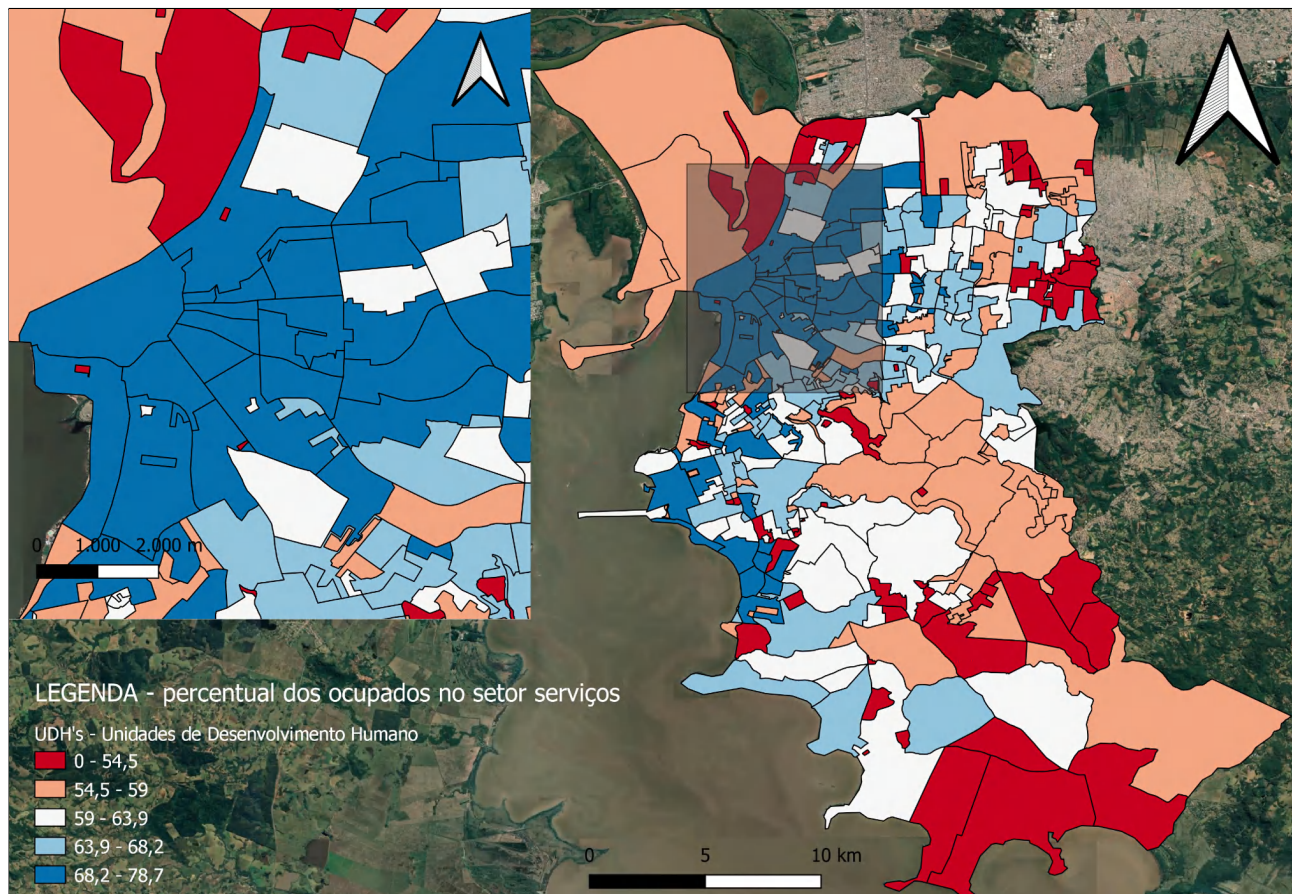 0 1.000 2.000 m
LEGENDA - percentual dos ocupados no setor serviços
UDH's - Unidades de Desenvolvimento Humano
0 - 54,5
54,5 - 59
59 - 63,9
63,9 - 68,2
68,2 - 78,7
0 5 10 km